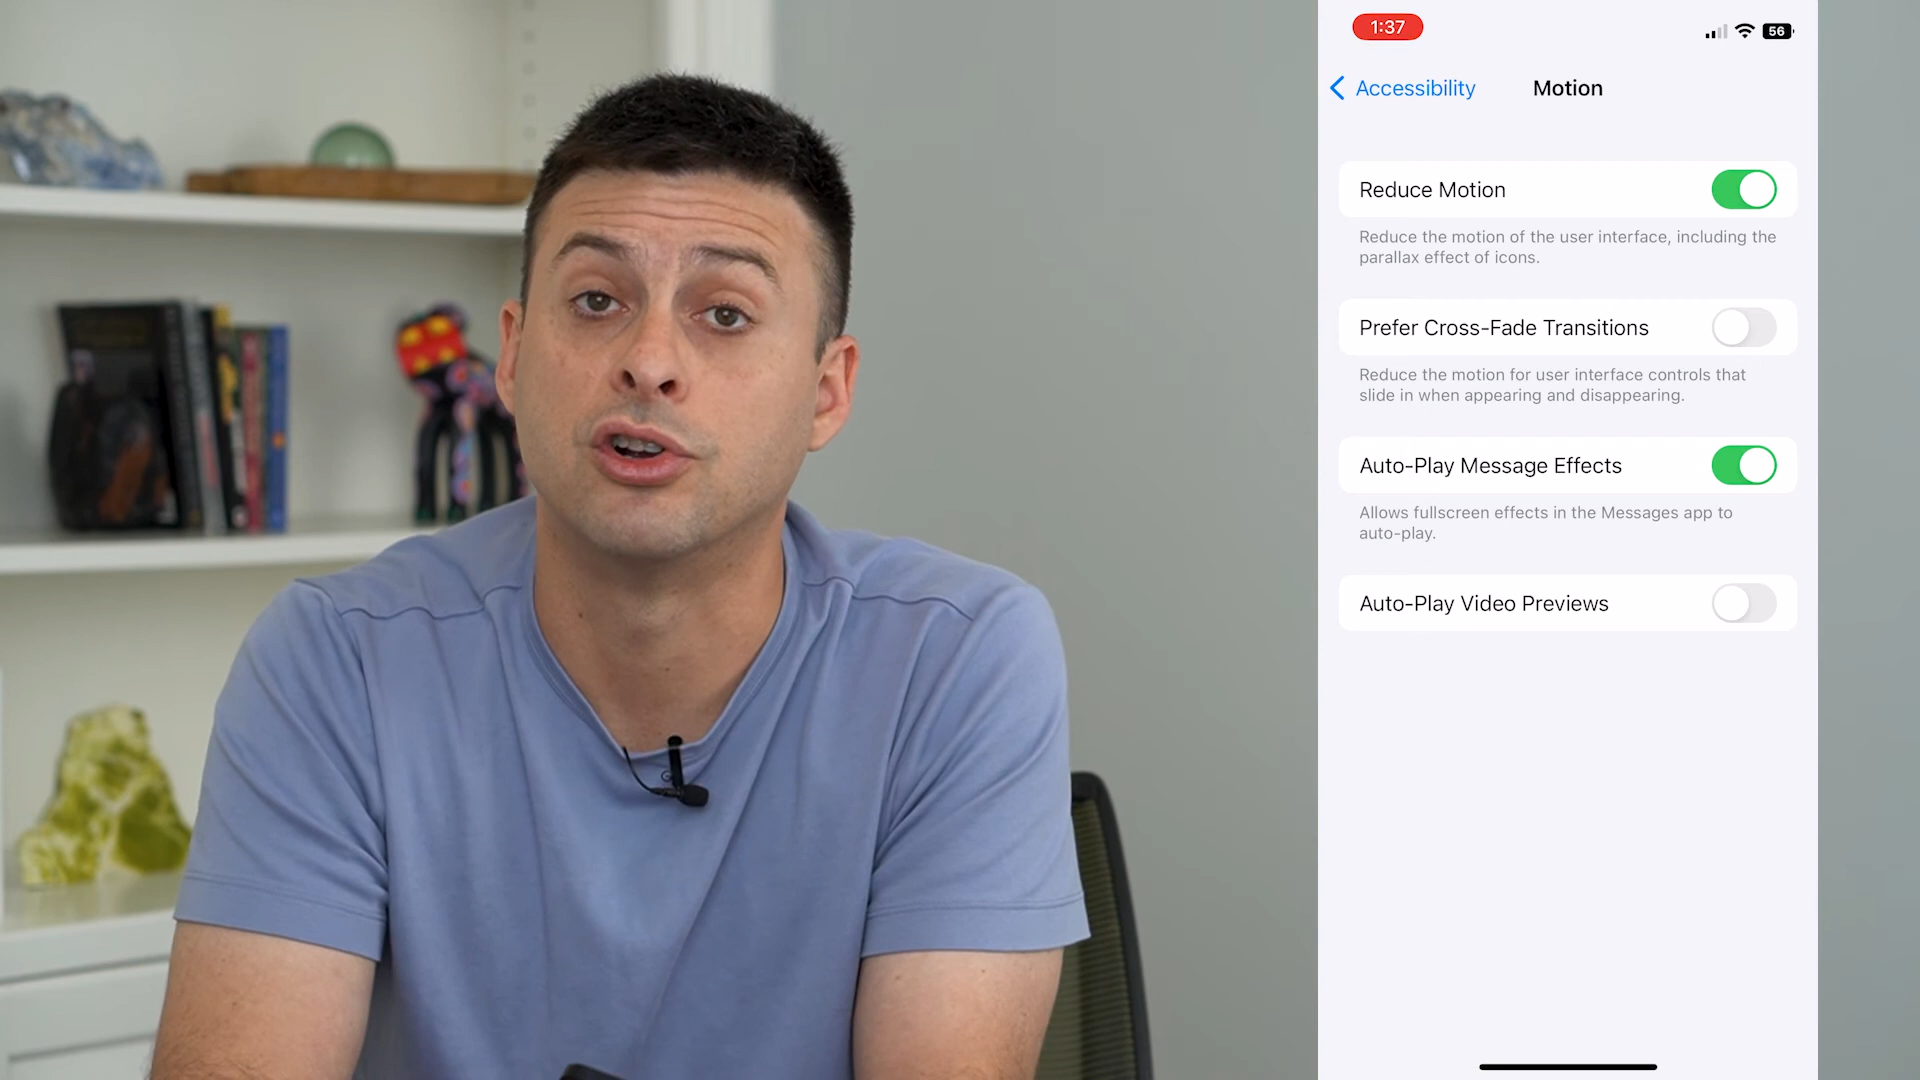 1:37
56
Accessibility
Motion
Reduce Motion
Reduce the motion of the user interface, including the
parallax effect of icons.
Prefer Cross-Fade Transitions
Reduce the motion for user interface controls that
slide in when appearing and disappearing.
Auto-Play Message Effects
Allows fullscreen effects in the Messages app to
auto-play.
Auto-Play Video Previews